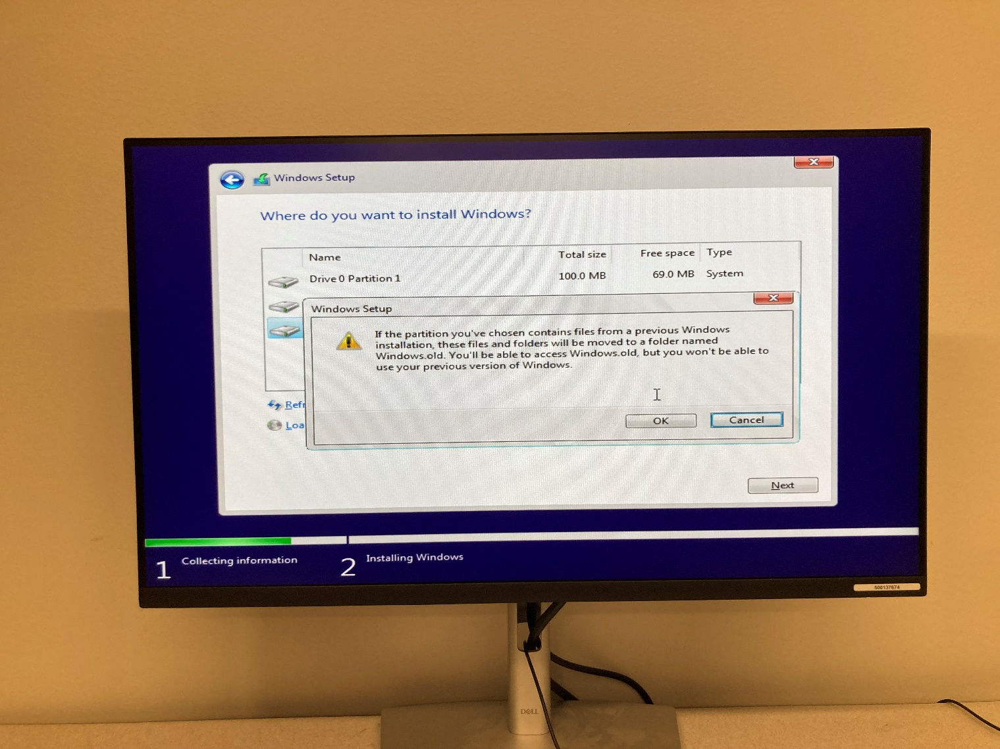 Windows Setup
Where do you want to install Windows?
Name Total size Free space Type
Drive 0 Partition 1 100.0 MB 69.0 MB System
Windows Setup
If the partition you've chosen contains files from a previous Windows
installation, these files and folders will be moved to a folder named
Windows.old. You'll be able to access Windows.old, but you won't be able to
use your previous version of Windows.
Refr
Loa
OK Cancel
Next
1 Collecting information 2 Installing Windows
S00137674
DELL